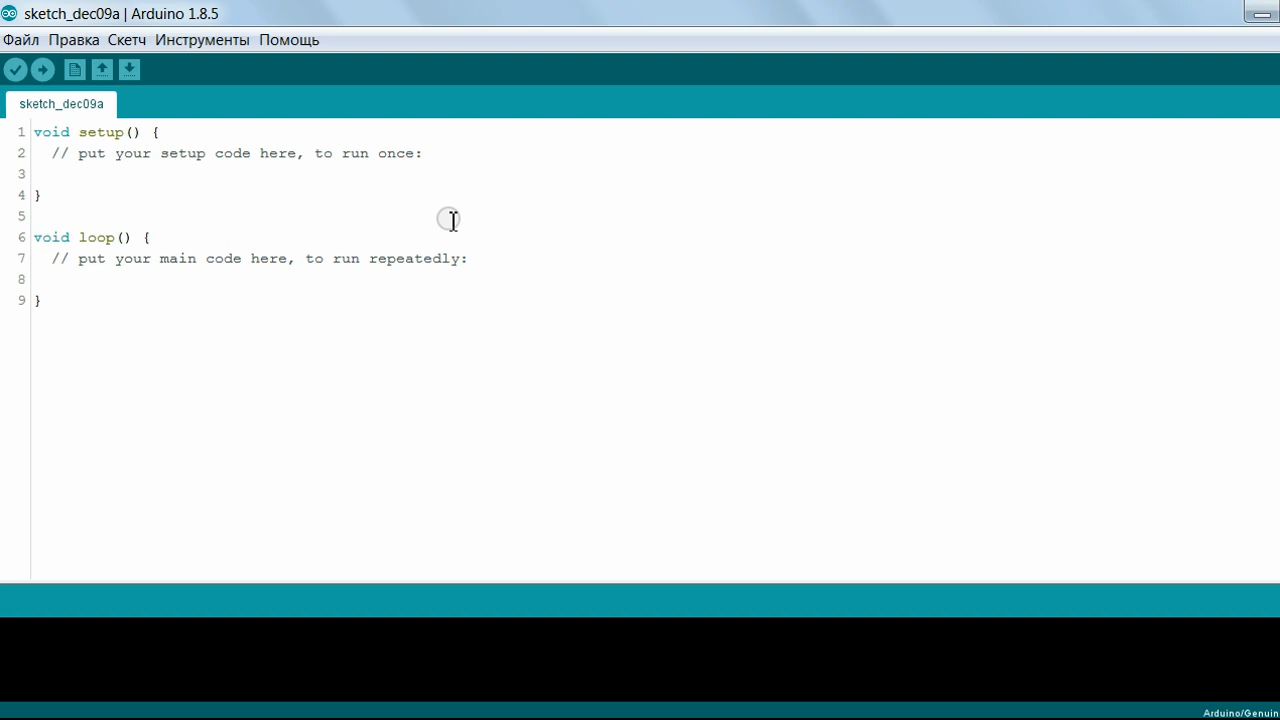 sketch_dec09a | Arduino 1.8.5
Файл Правка Скетч Инструменты Помощь
sketch_dec09a
1 void setup() {
2 // put your setup code here, to run once:
3
4 }
5
6 void loop() {
7 // put your main code here, to run repeatedly:
8
9 }
Arduino/Genuin